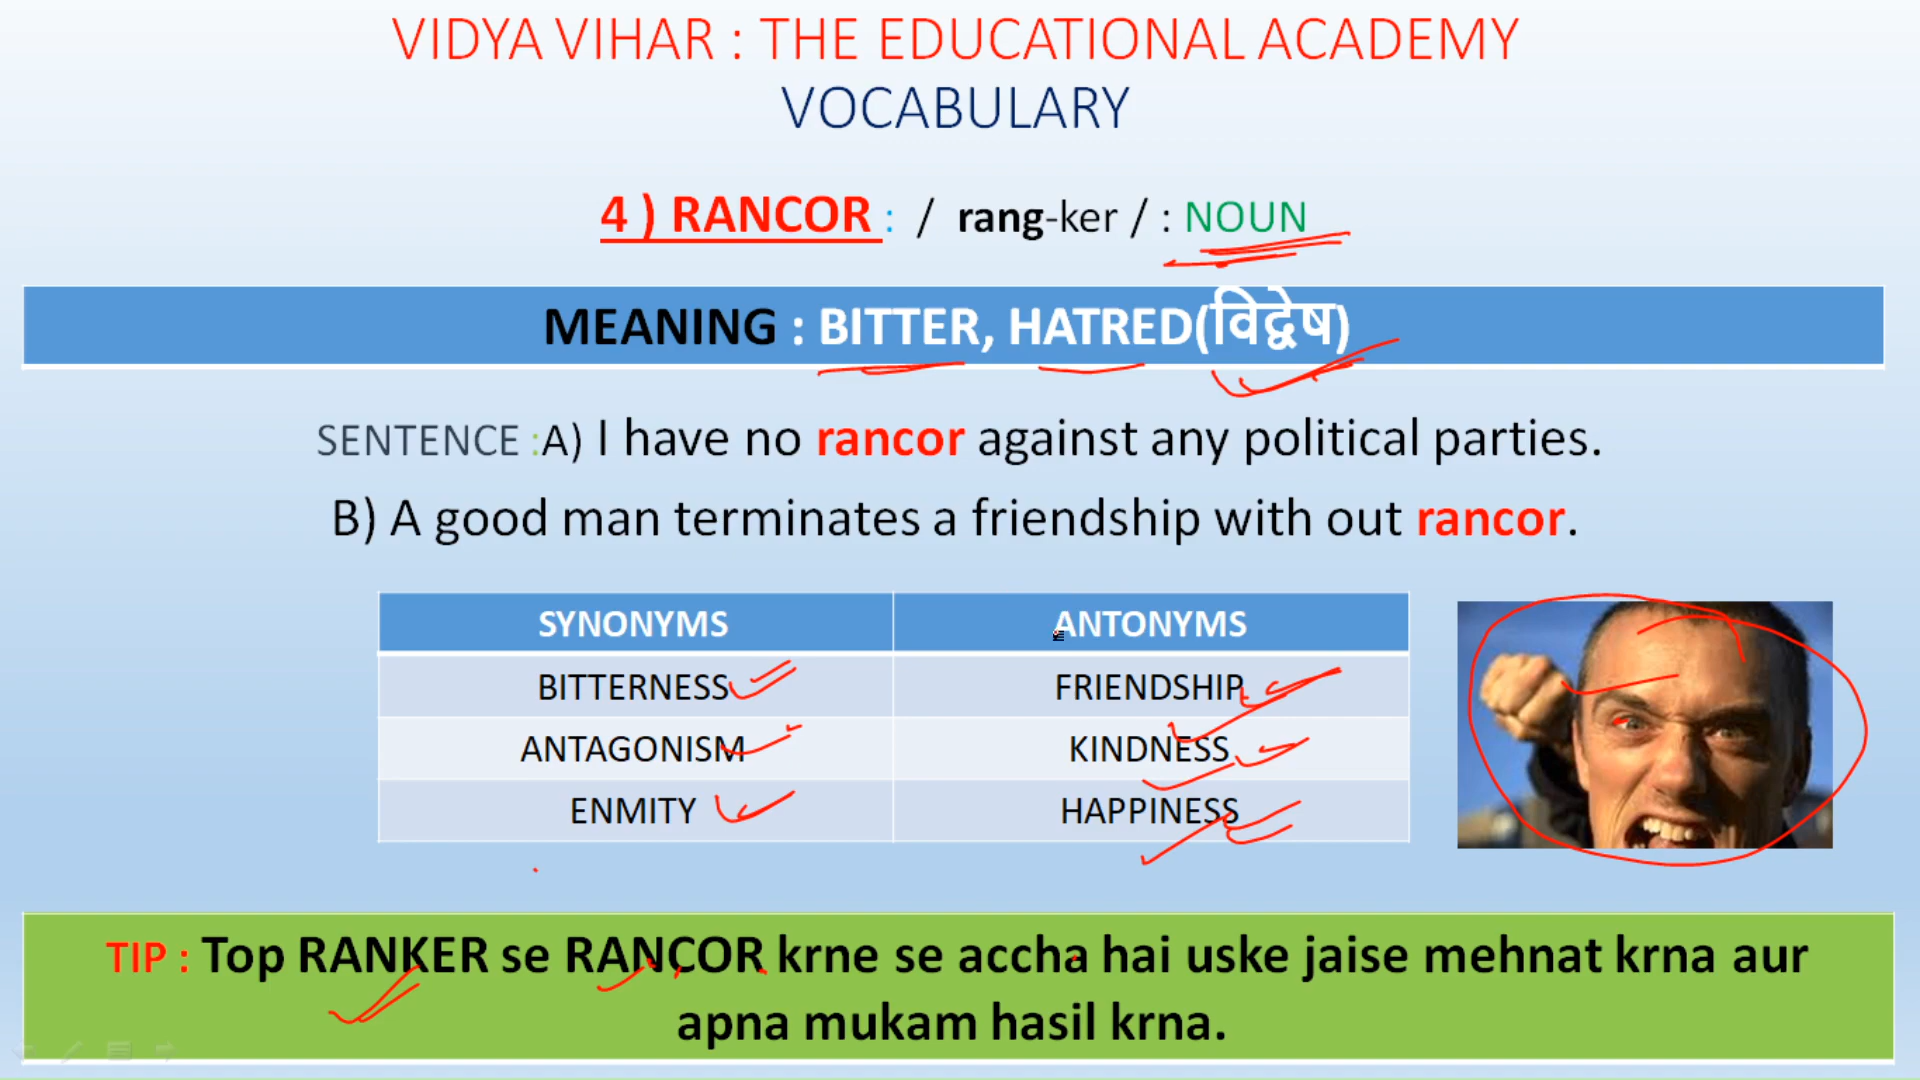 VIDYA VIHAR : THE EDUCATIONAL ACADEMY
VOCABULARY
4 ) RANCOR : / rang-ker / : NOUN
MEANING : BITTER, HATRED(विद्वेष)
SENTENCE :A) I have no rancor against any political parties.
B) A good man terminates a friendship with out rancor.
SYNONYMS ANTONYMS
BITTERNESS FRIENDSHIP
ANTAGONISM KINDNESS
ENMITY HAPPINESS
TIP : Top RANKER se RANCOR krne se accha hai uske jaise mehnat krna aur
apna mukam hasil krna.